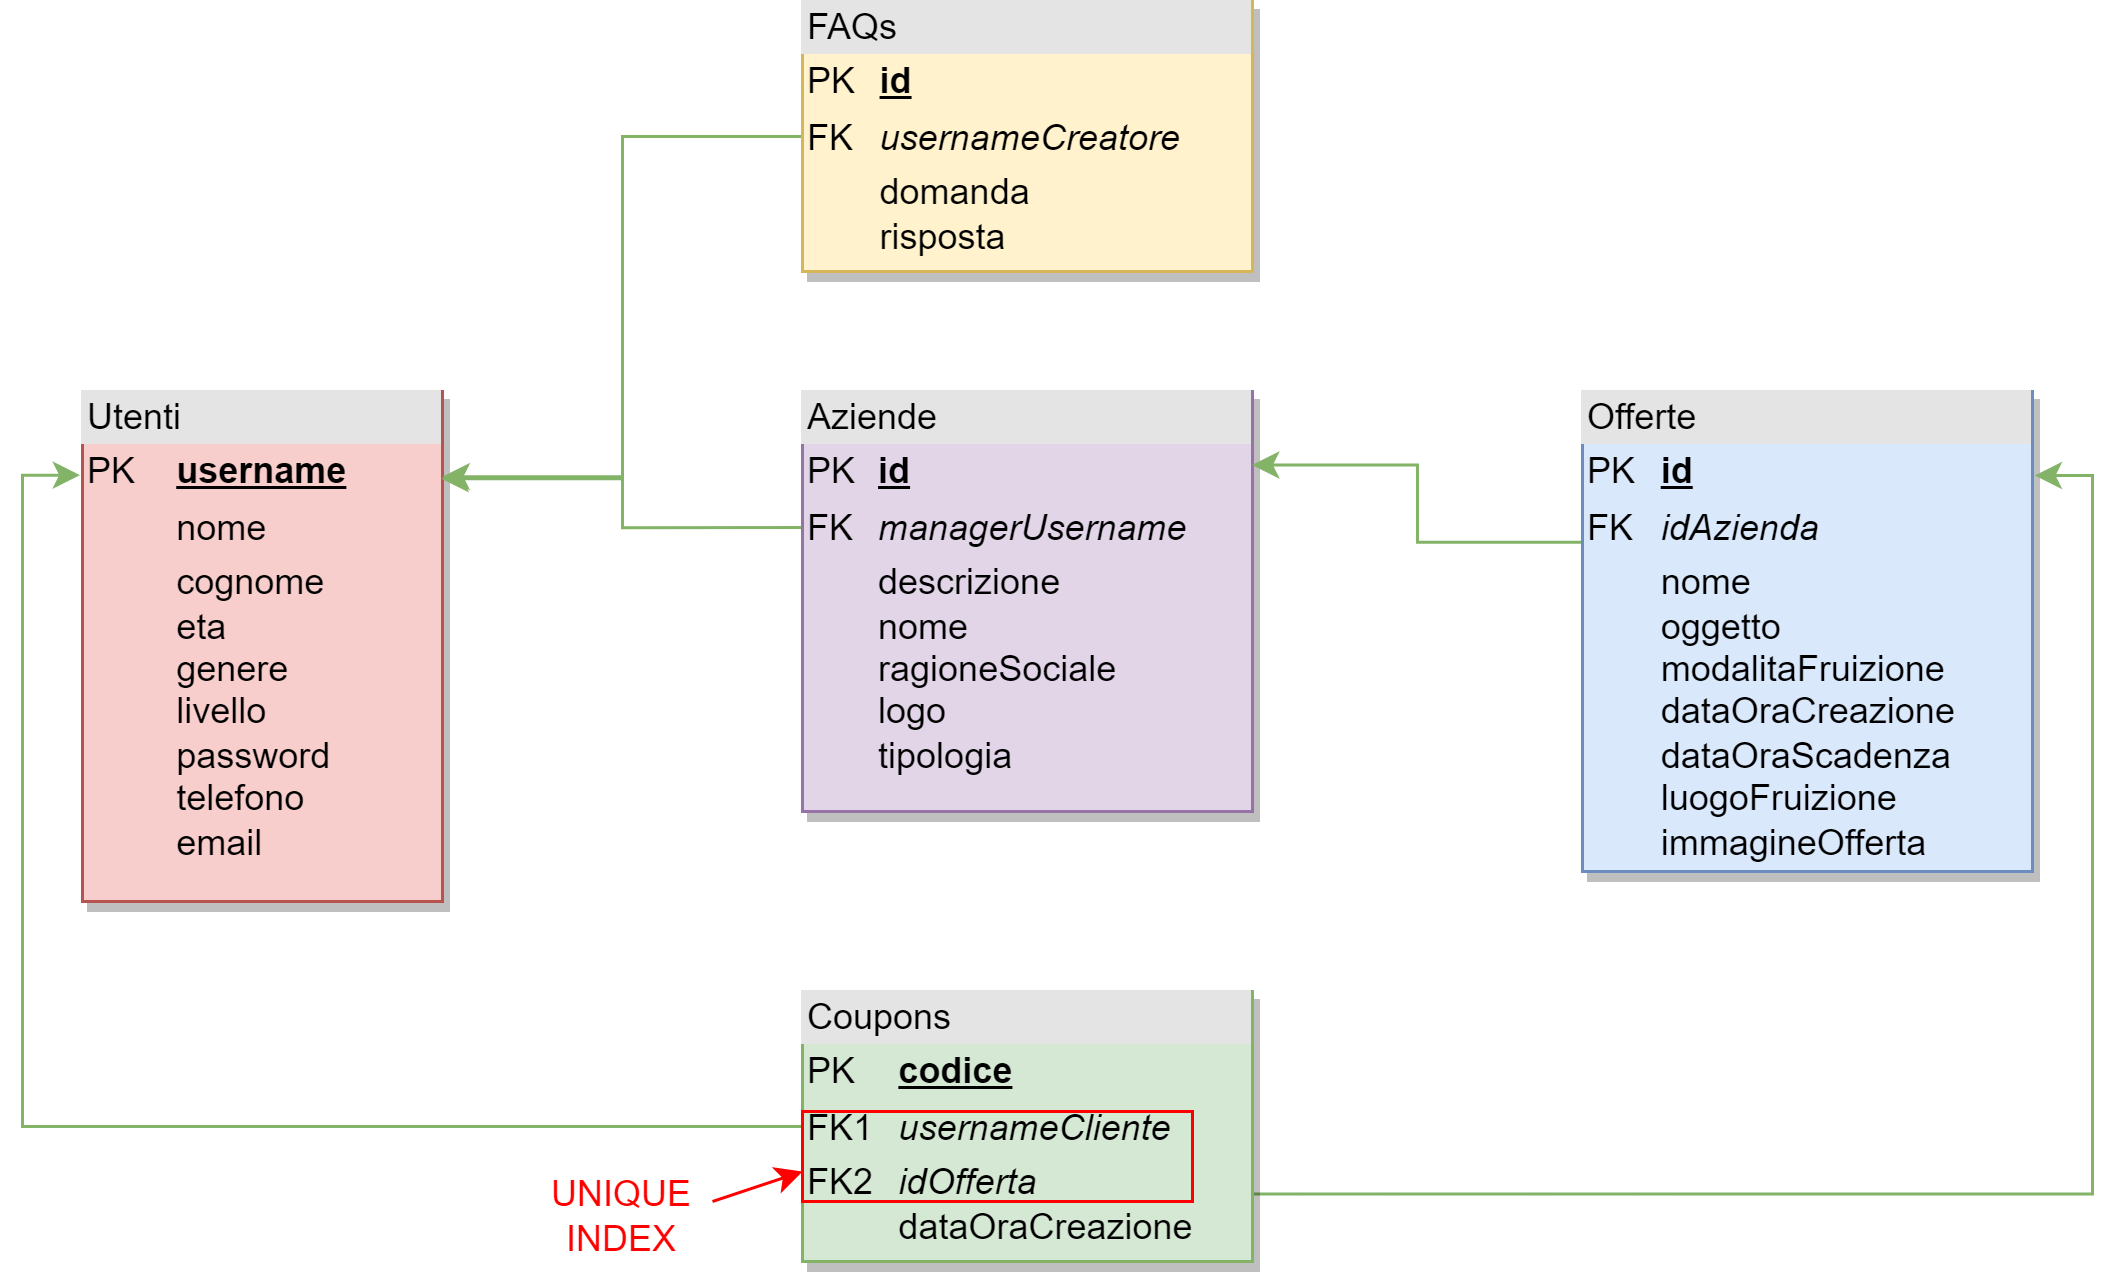 FAQs
PK id
FK usernameCreatore
domanda
risposta
Utenti
PK username
nome
cognome
eta
genere
livello
password
telefono
email
Aziende
PK id
FK managerUsername
descrizione
nome
ragioneSociale
logo
tipologia
Offerte
PK id
FK idAzienda
nome
oggetto
modalitaFruizione
dataOraCreazione
dataOraScadenza
luogoFruizione
immagineOfferta
Coupons
PK codice
FK1 usernameCliente
FK2 idOfferta
dataOraCreazione
UNIQUE
INDEX